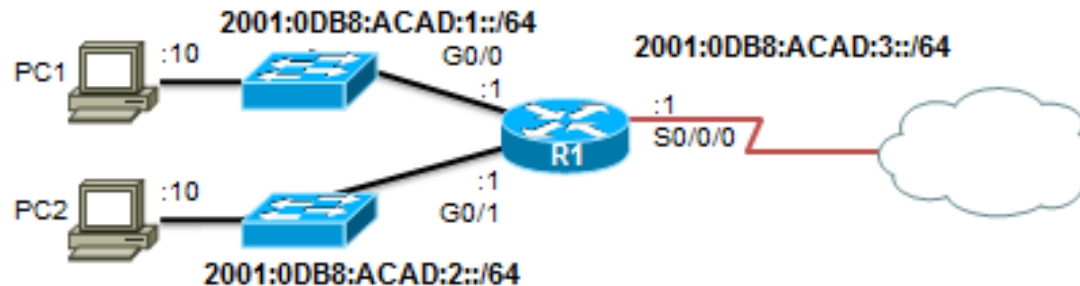 2001:0DB8:ACAD:1::/64
PC1
:10
G0/0
:1
2001:0DB8:ACAD:3::/64
:1
S0/0/0
R1
PC2
:10
:1
G0/1
2001:0DB8:ACAD:2::/64